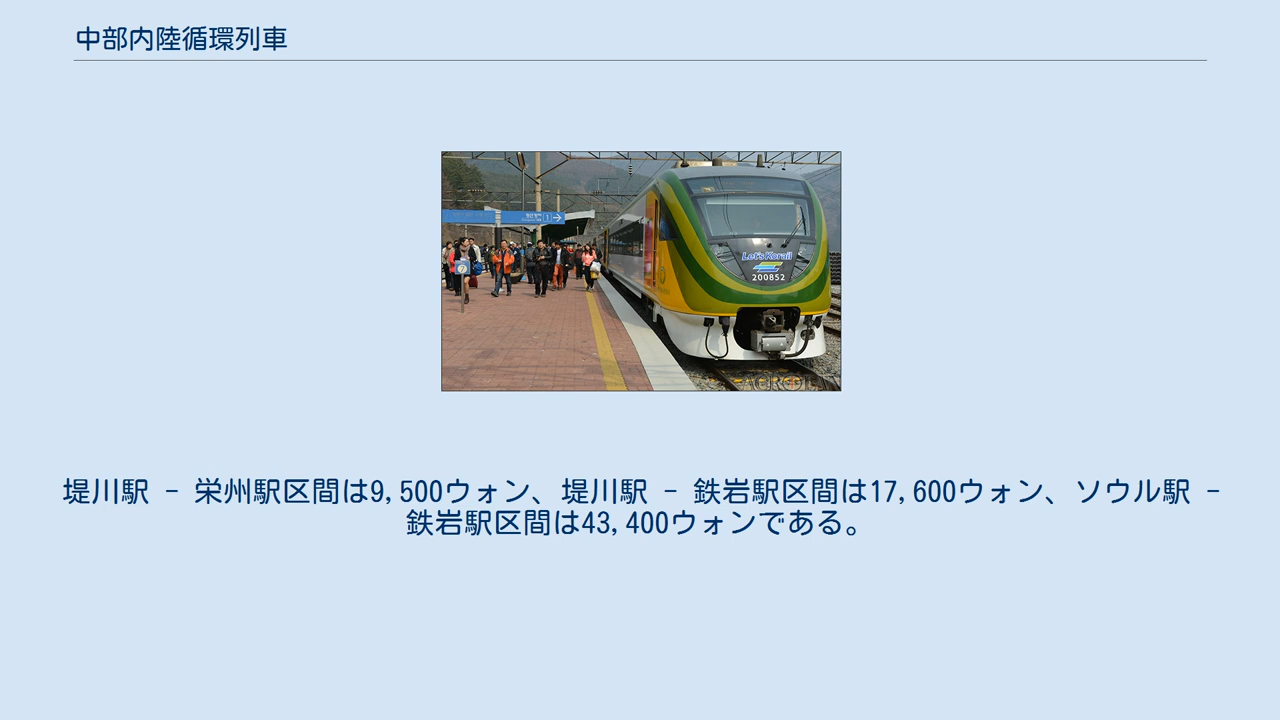 中部内陸循環列車
Let's Korail
200852
堤川駅 - 栄州駅区間は9,500ウォン、堤川駅 - 鉄岩駅区間は17,600ウォン、ソウル駅 -
鉄岩駅区間は43,400ウォンである。